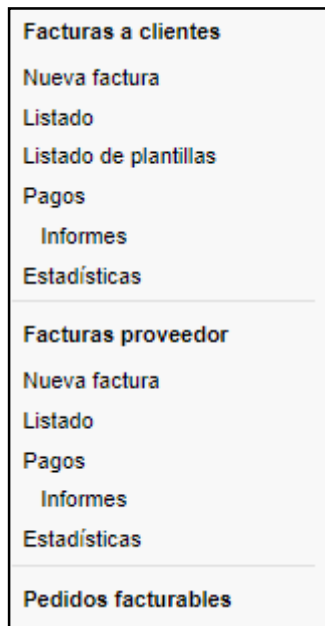 Facturas a clientes
Nueva factura
Listado
Listado de plantillas
Pagos
Informes
Estadísticas
Facturas proveedor
Nueva factura
Listado
Pagos
Informes
Estadísticas
Pedidos facturables